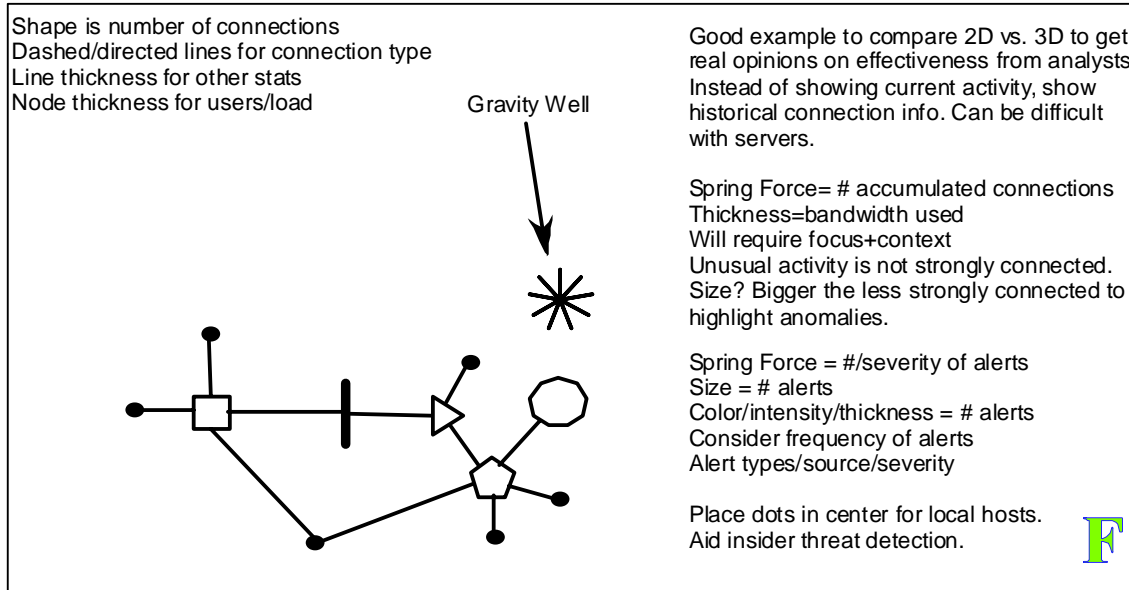 Shape is number of connections
Dashed/directed lines for connection type
Line thickness for other stats
Node thickness for users/load
Gravity Well
Good example to compare 2D vs. 3D to get
real opinions on effectiveness from analysts
Instead of showing current activity, show
historical connection info. Can be difficult
with servers.
Spring Force= # accumulated connections
Thickness=bandwidth used
Will require focus+context
Unusual activity is not strongly connected.
Size? Bigger the less strongly connected to
highlight anomalies.
Spring Force = #/severity of alerts
Size = # alerts
Color/intensity/thickness = # alerts
Consider frequency of alerts
Alert types/source/severity
Place dots in center for local hosts.
Aid insider threat detection.
F